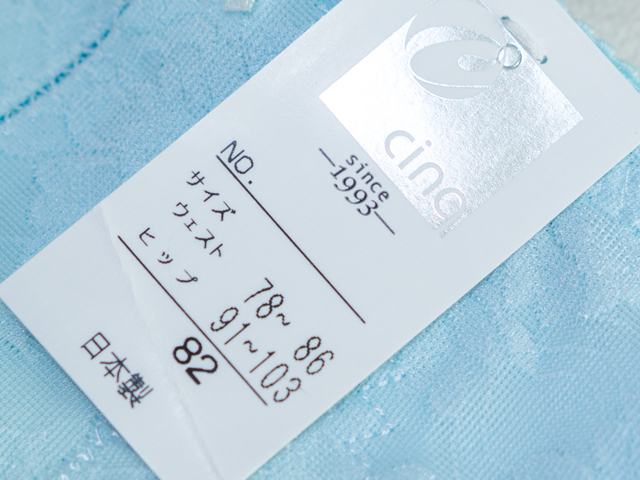 cinq
since
1993
NO.
サイズ
ウェスト 78~ 86
ヒップ 91~103
日本製 82